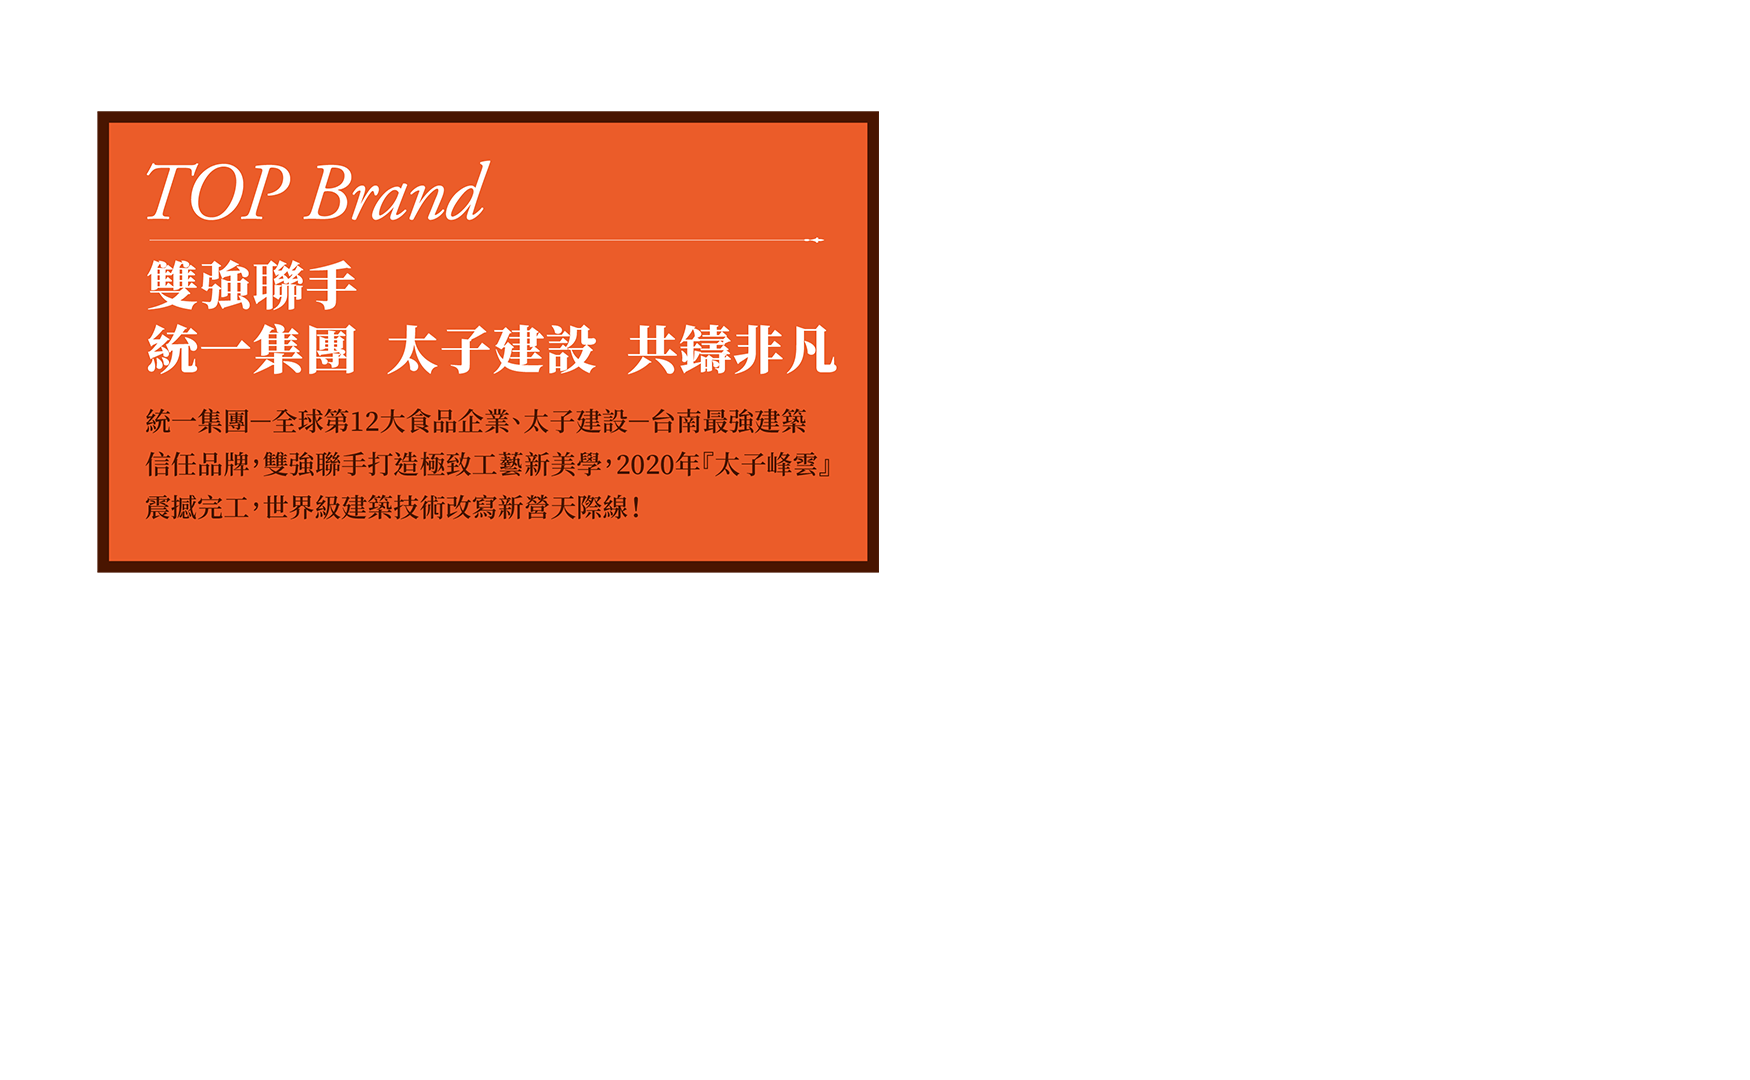 TOP Brand
雙強聯手
統一集團 太子建設 共鑄非凡
統一集團—全球第12大食品企業、太子建設—台南最強建築
信任品牌，雙強聯手打造極致工藝新美學，2020年『太子峰雲』
震撼完工，世界級建築技術改寫新營天際線！